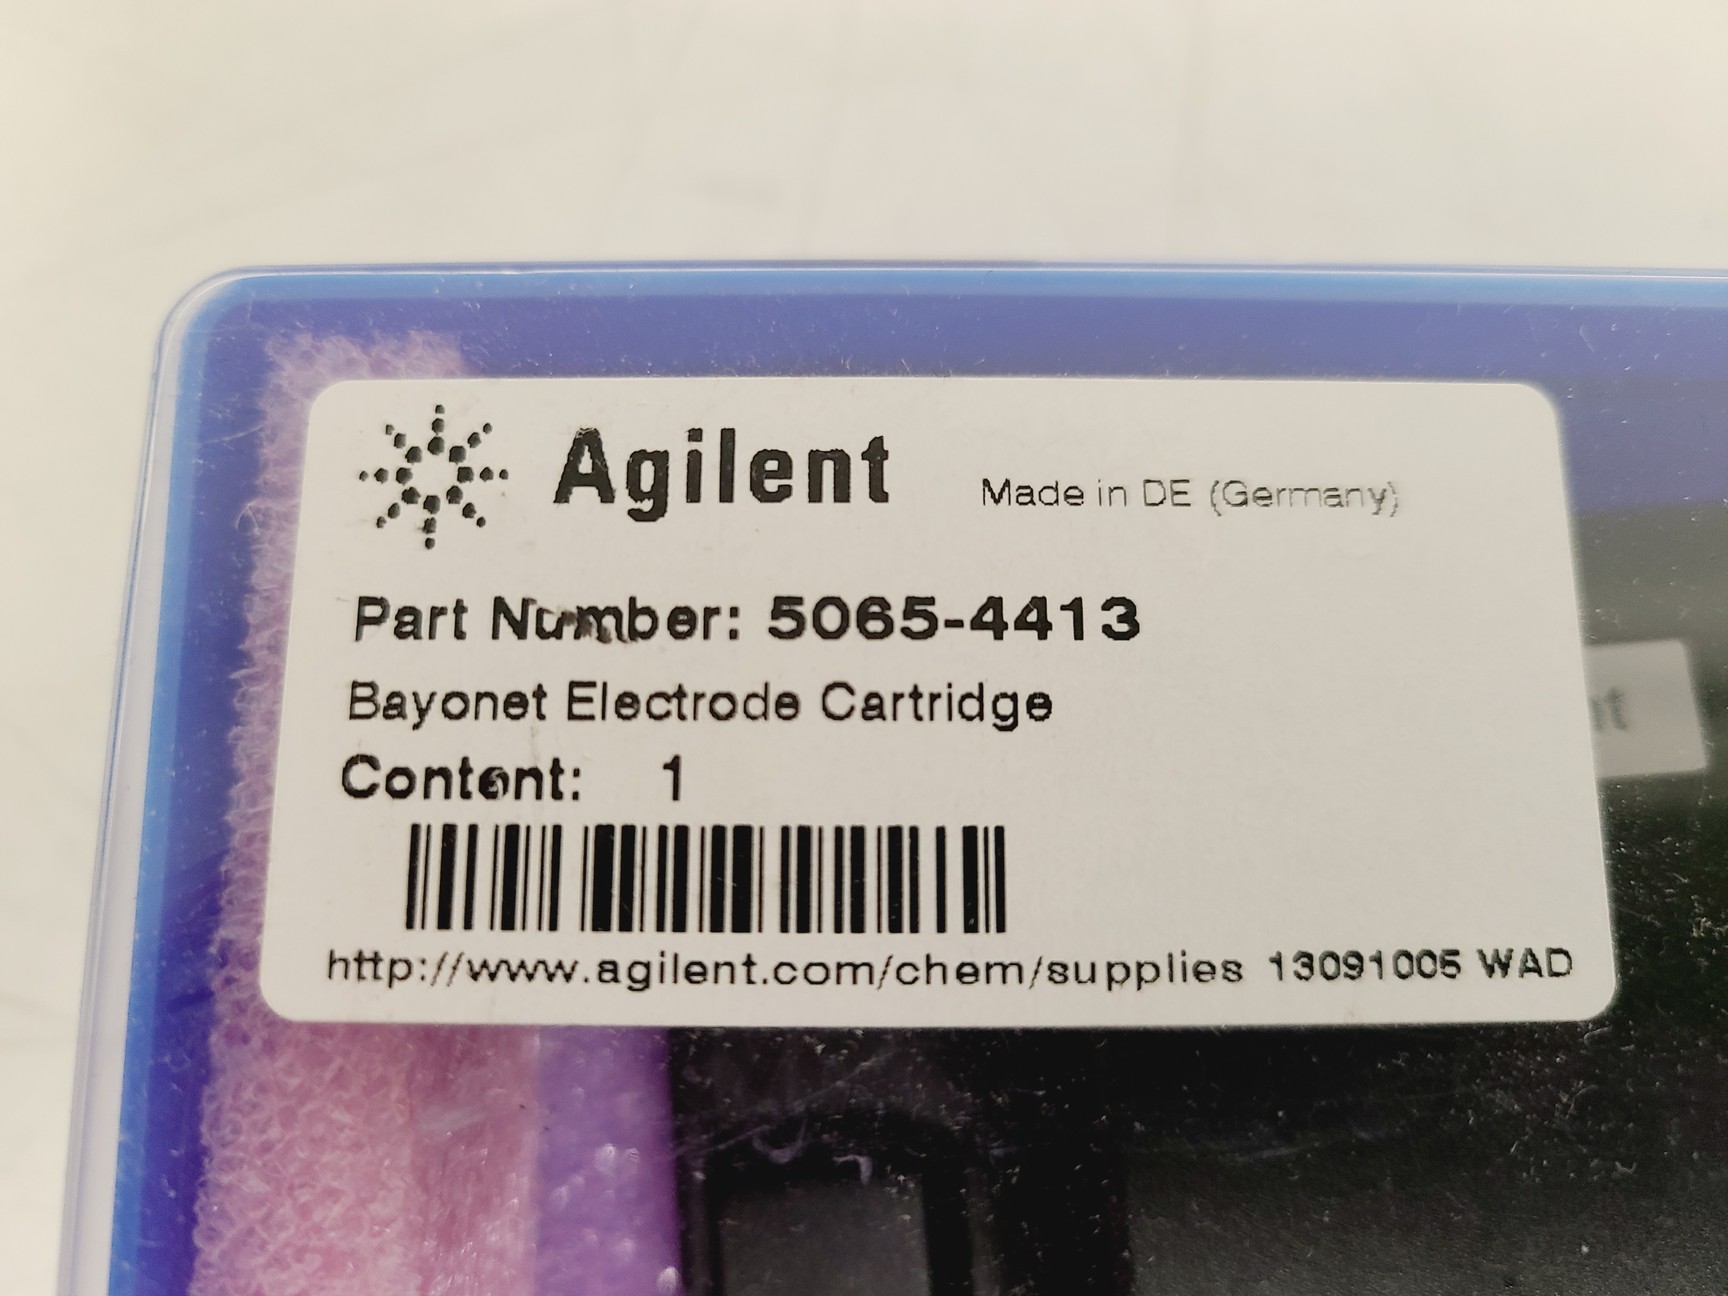 Agilent Made in DE (Germany)
Part Number: 5065-4413
Bayonet Electrode Cartridge
Content: 1
http://www.agilent.com/chem/supplies 13091005 WAD